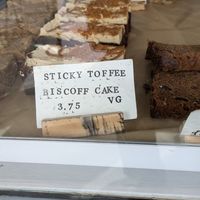 STICKY TOFFEE
BISCOFF CAKE
3.75 VG